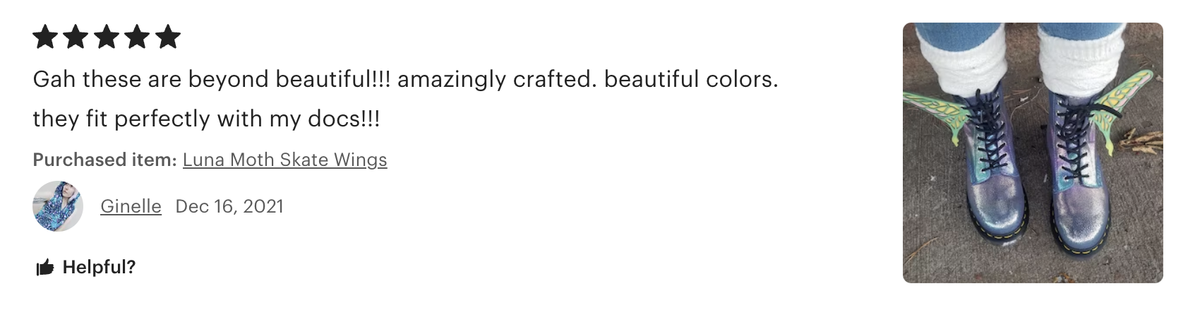 Gah these are beyond beautiful!!! amazingly crafted. beautiful colors.
they fit perfectly with my docs!!!
Purchased item: Luna Moth Skate Wings
Ginelle Dec 16, 2021
Helpful?